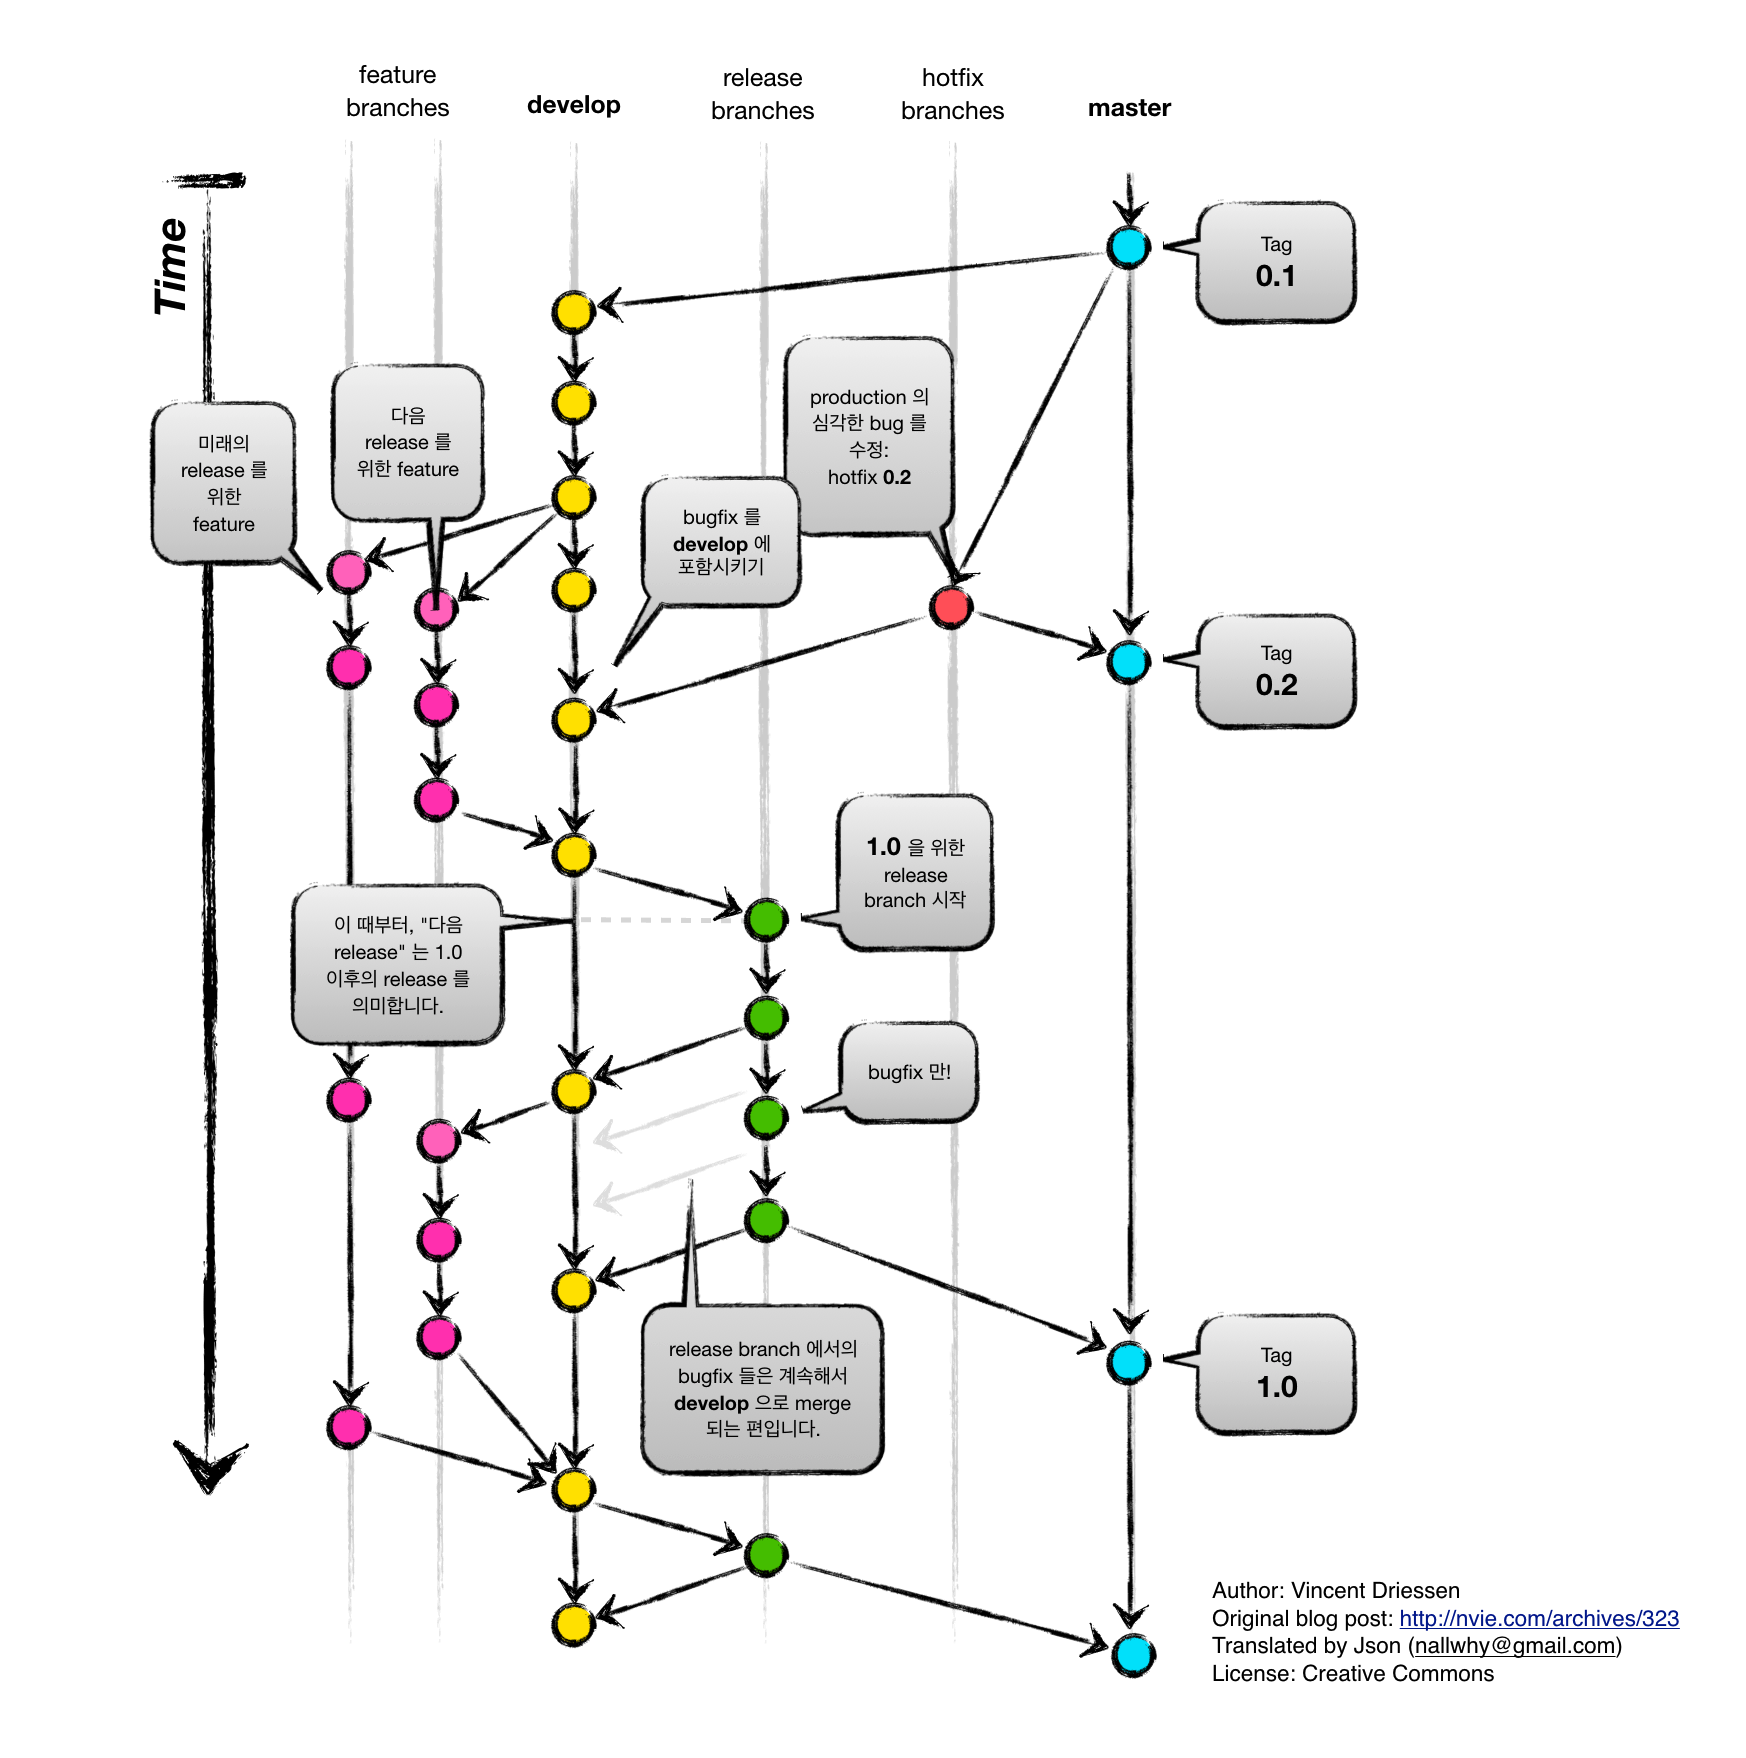 feature
branches
develop
release
branches
hotfix
branches
master
Time
Tag
0.1
production 의
심각한 bug 를
수정:
hotfix 0.2
다음
release 를
위한 feature
미래의
release 를
위한
feature
bugfix 를
develop 에
포함시키기
Tag
0.2
1.0 을 위한
release
branch 시작
이 때부터, "다음
release" 는 1.0
이후의 release 를
의미합니다.
bugfix 만!
release branch 에서의
bugfix 들은 계속해서
develop 으로 merge
되는 편입니다.
Tag
1.0
Author: Vincent Driessen
Original blog post: http://nvie.com/archives/323
Translated by Json (nallwhy@gmail.com)
License: Creative Commons